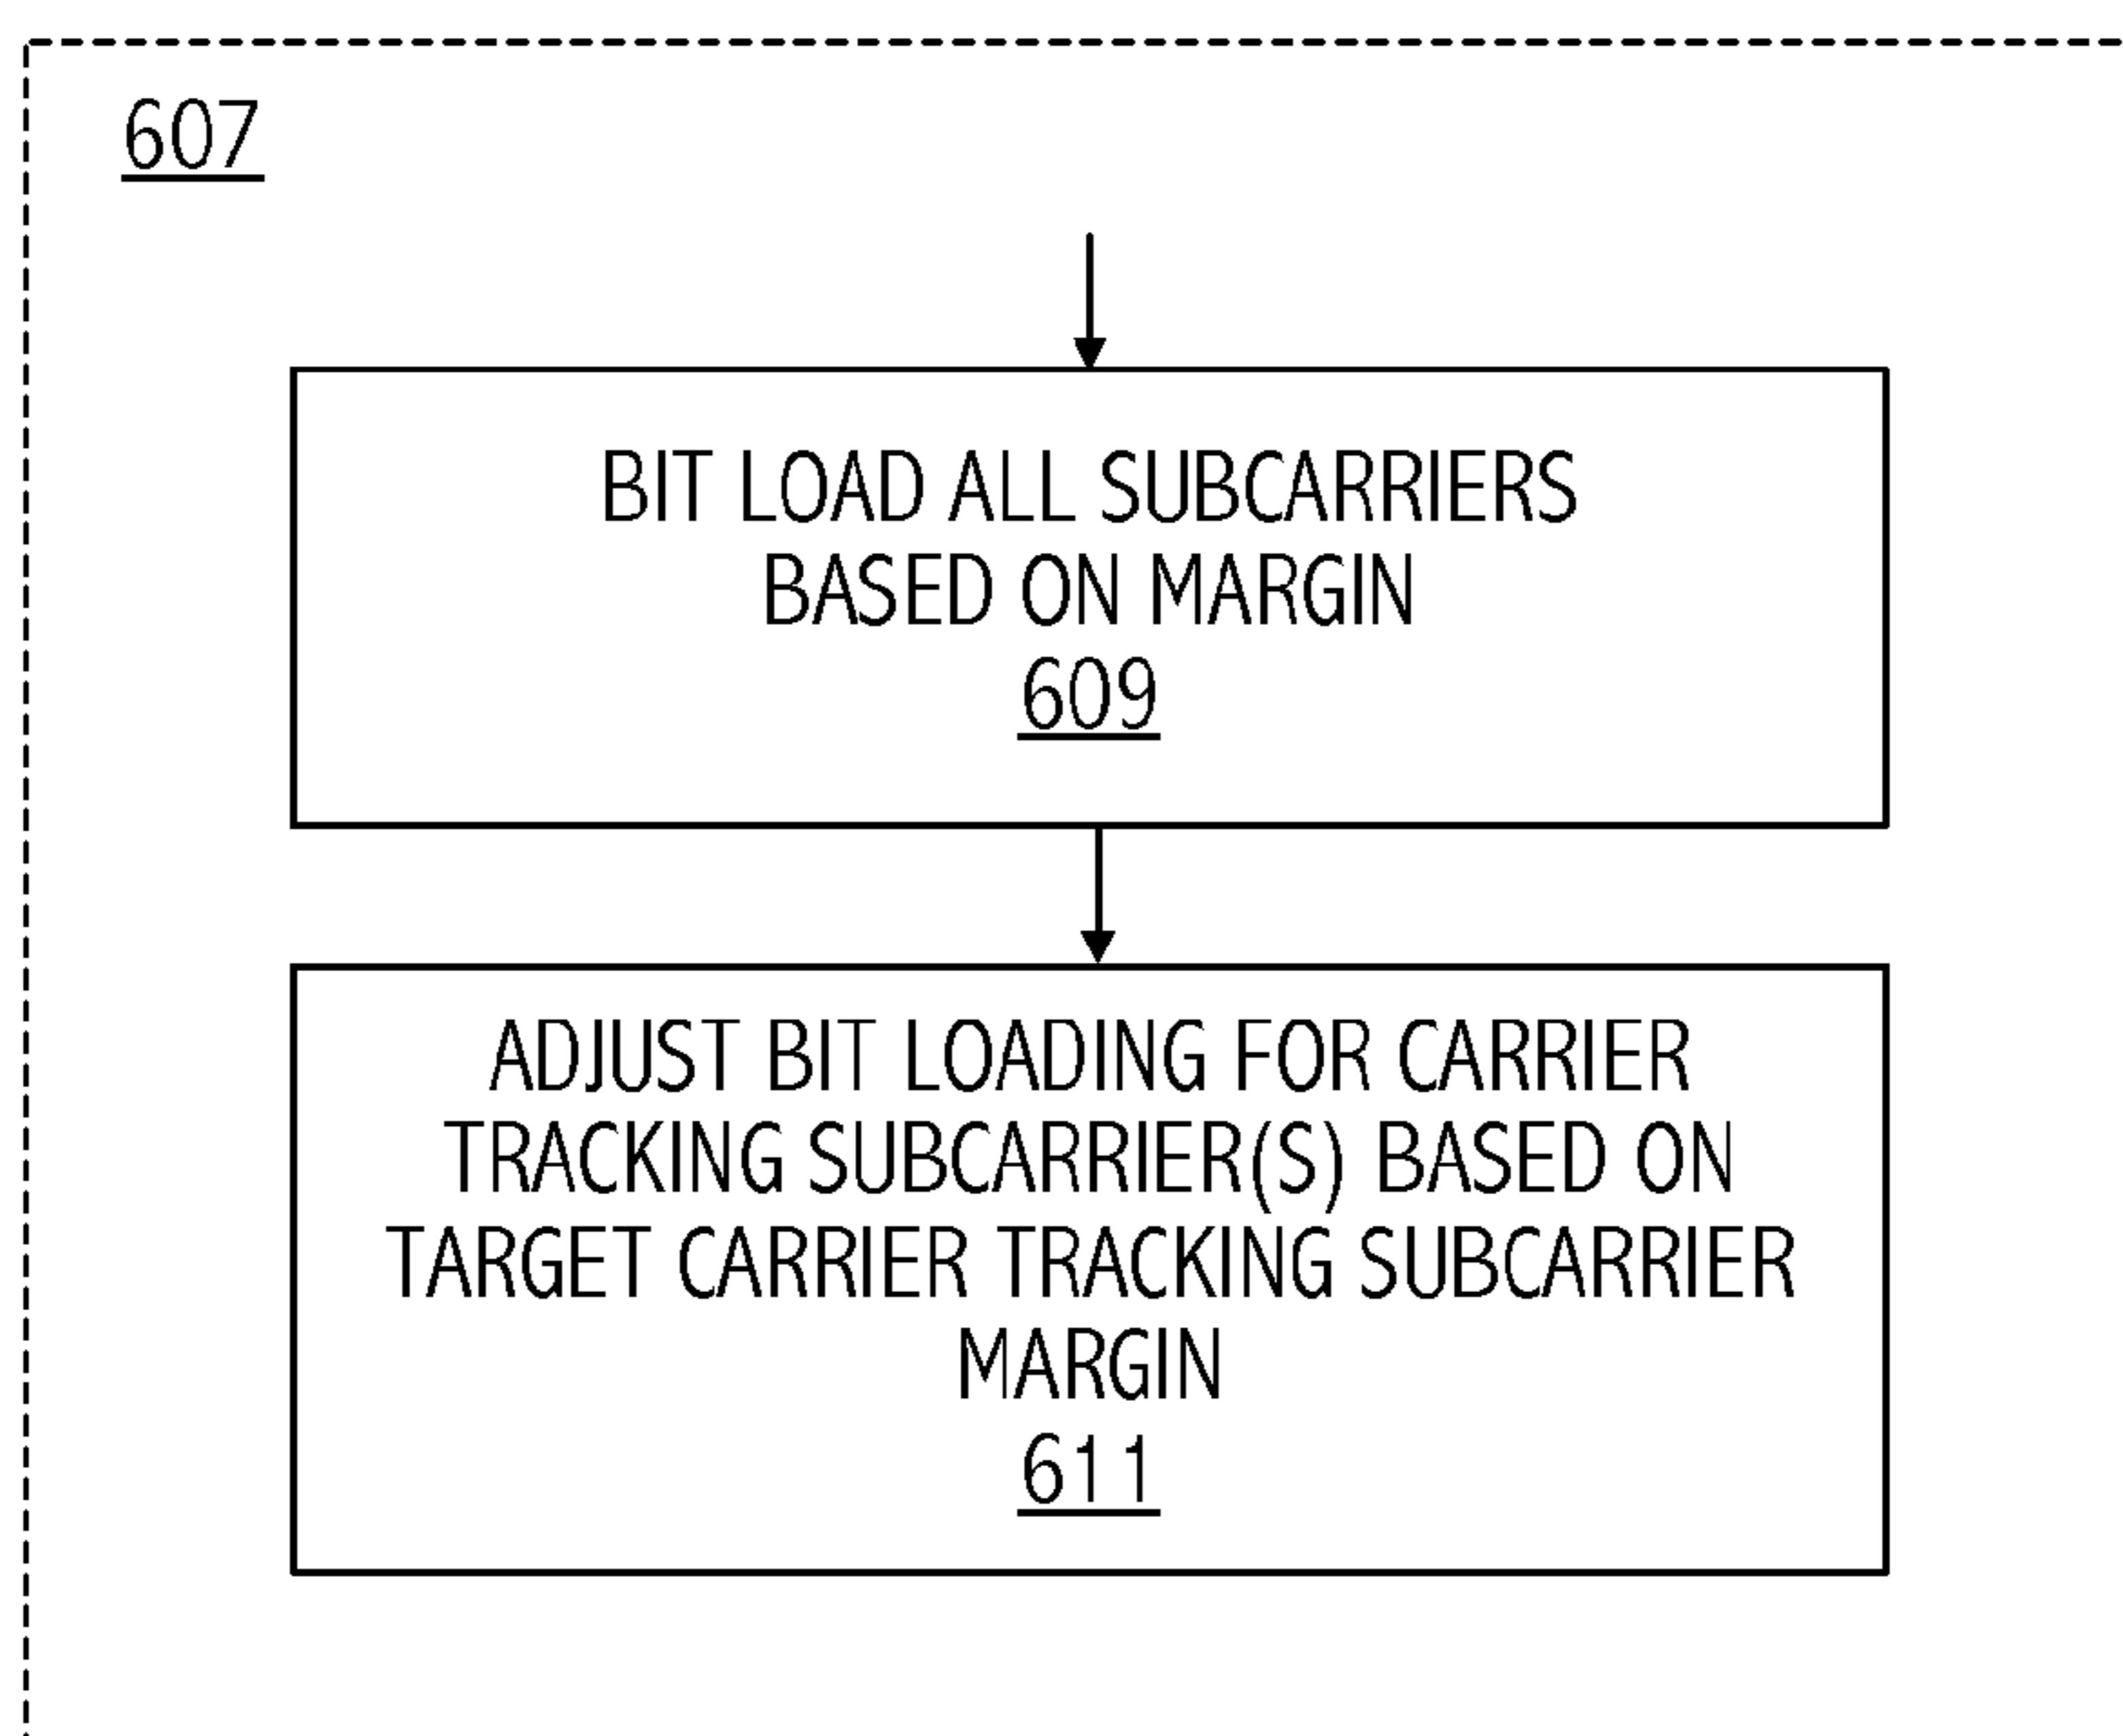 607
BIT LOAD ALL SUBCARRIERS
BASED ON MARGIN
609
ADJUST BIT LOADING FOR CARRIER
TRACKING SUBCARRIER(S) BASED ON
TARGET CARRIER TRACKING SUBCARRIER
MARGIN
611